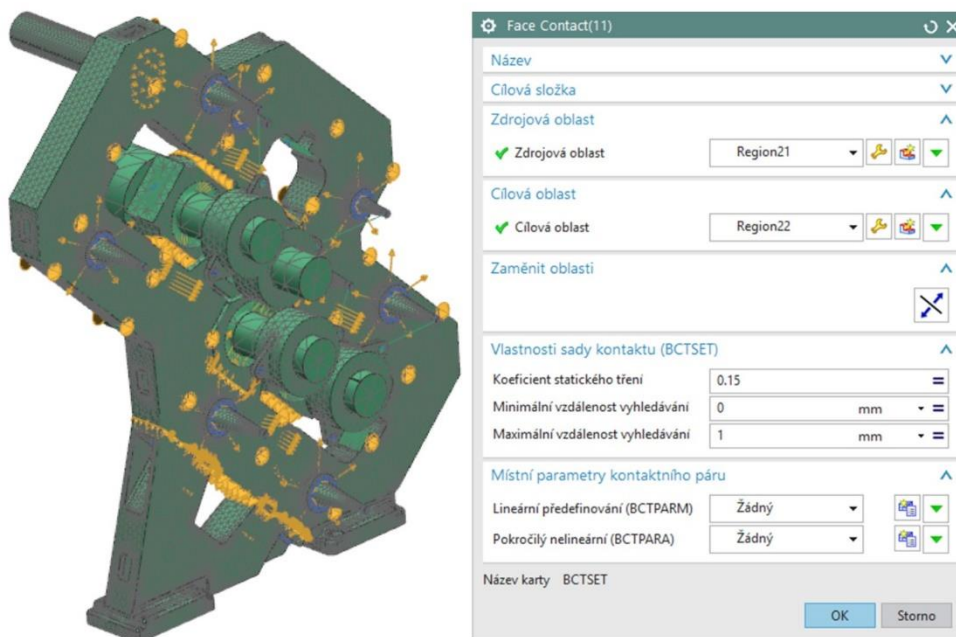 Face Contact(11)
Název
Cílová složka
Zdrojová oblast
Zdrojová oblast Region21
Cílová oblast
Cílová oblast Region22
Zaměnit oblasti
Vlastnosti sady kontaktu (BCTSET)
Koeficient statického tření 0.15
Minimální vzdálenost vyhledávání 0 mm
Maximální vzdálenost vyhledávání 1 mm
Místní parametry kontaktního páru
Lineární předefinování (BCTPARM) Žádný
Pokročilý nelineární (BCTPARA) Žádný
Název karty BCTSET
OK Storno